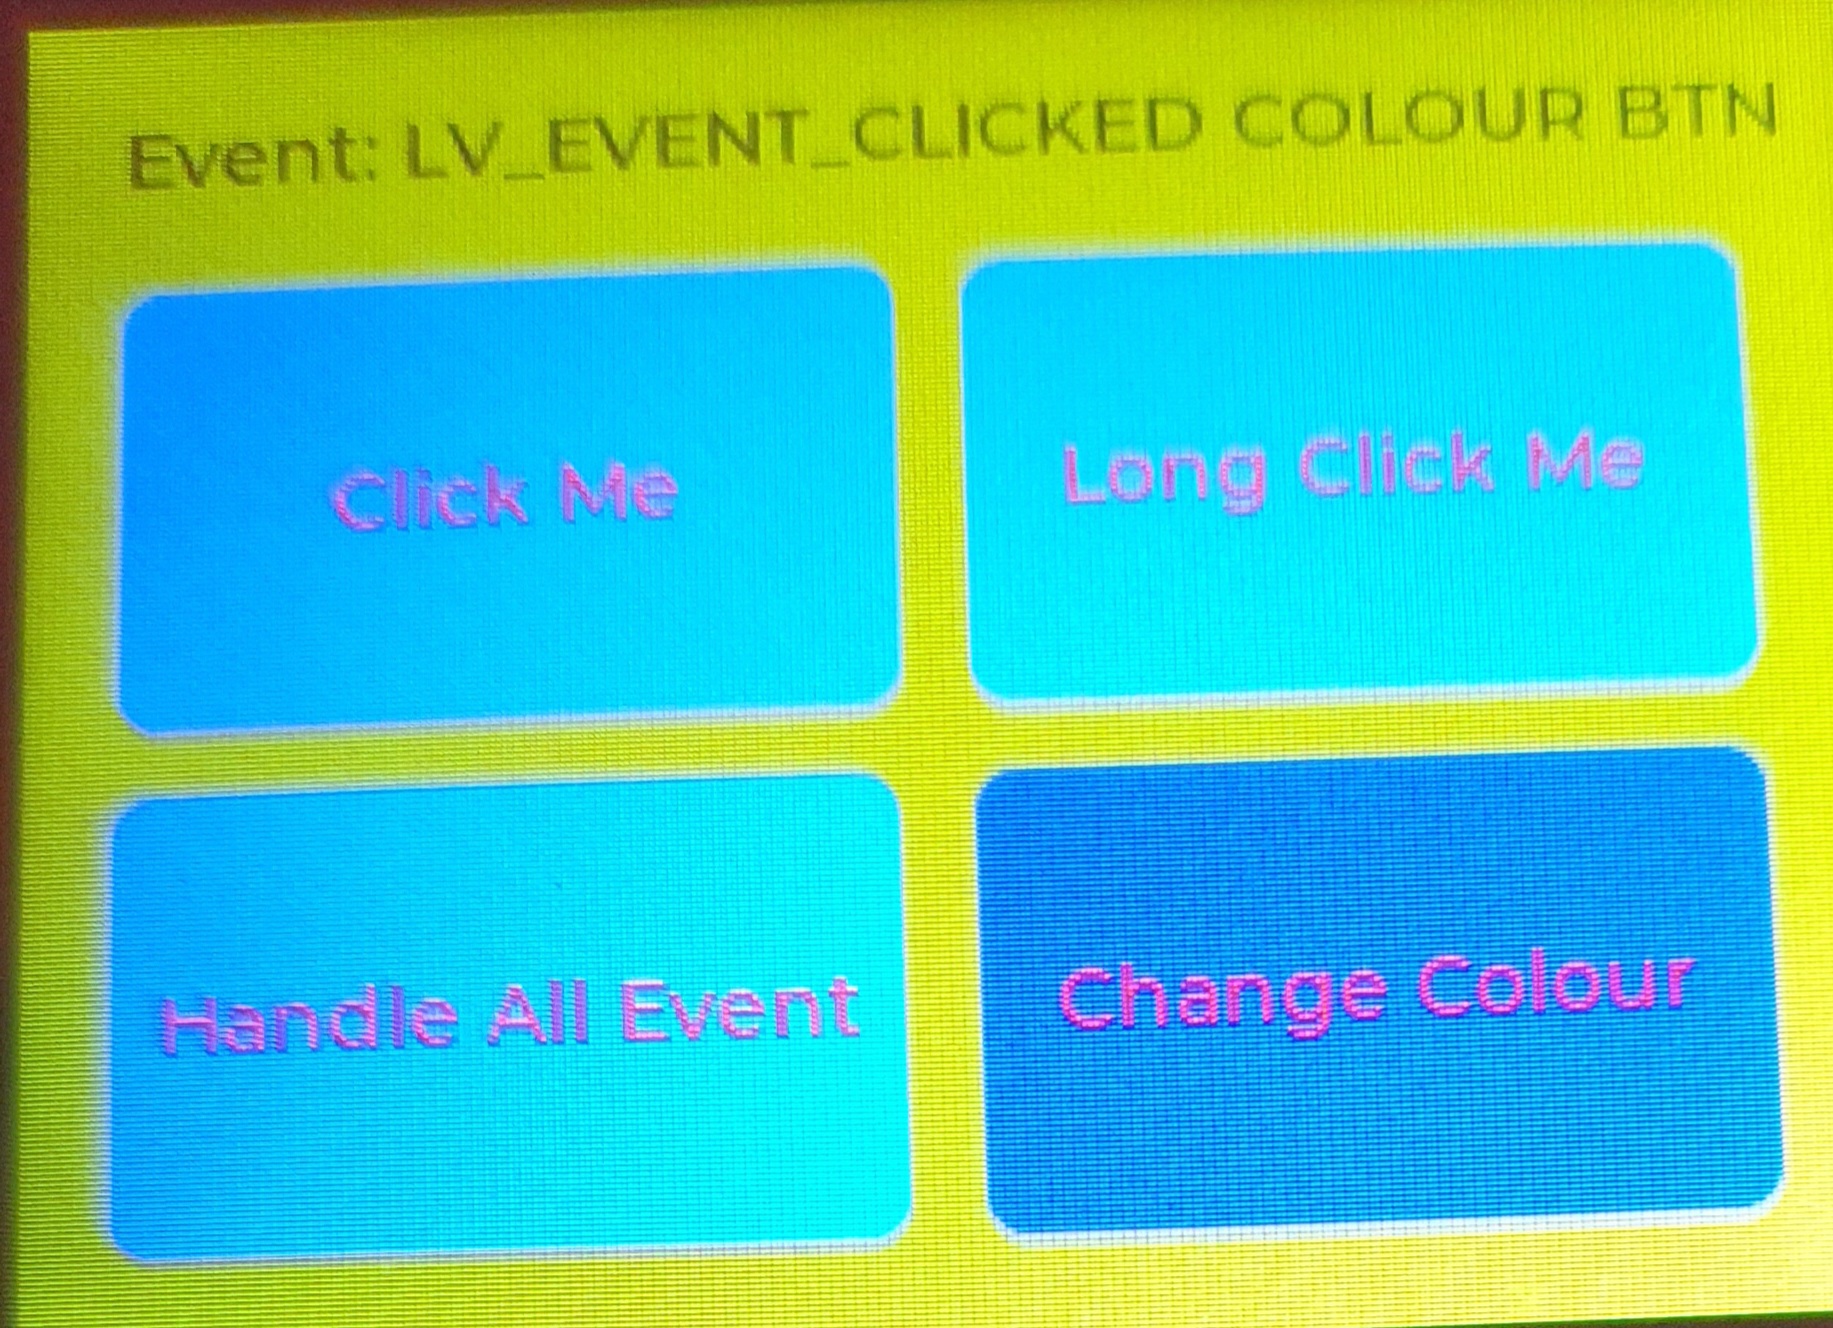 Event: LV_EVENT_CLICKED COLOUR BTN
Click Me
Long Click Me
Handle All Event
Change Colour